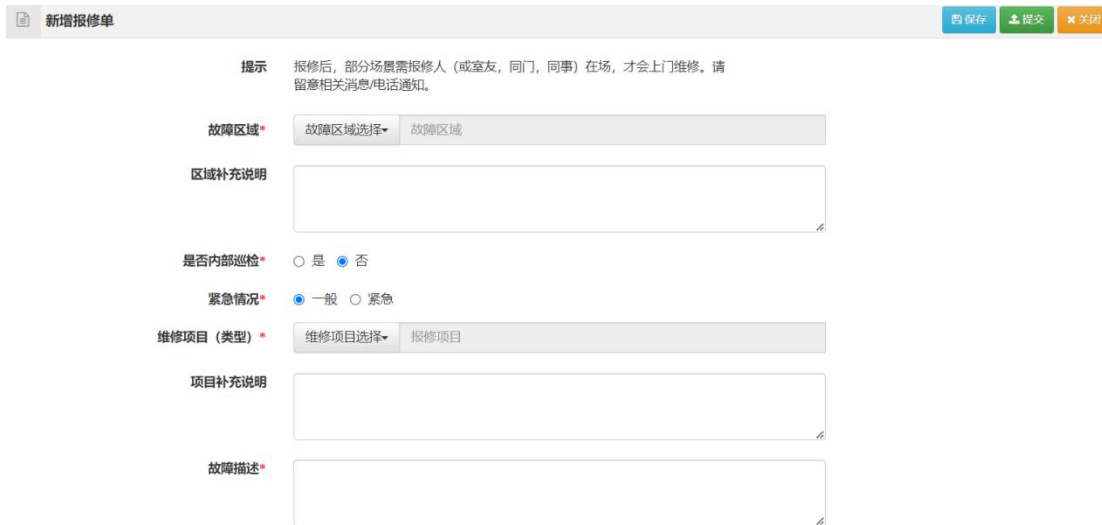 新增报修单 保存 提交 关闭
提示 报修后，部分场景需报修人（或室友，同门，同事）在场，才会上门维修。请
留意相关消息/电话通知。
故障区域* 故障区域选择 故障区域
区域补充说明
是否内部巡检* 是 否
紧急情况* 一般 紧急
维修项目（类型）* 维修项目选择 报修项目
项目补充说明
故障描述*